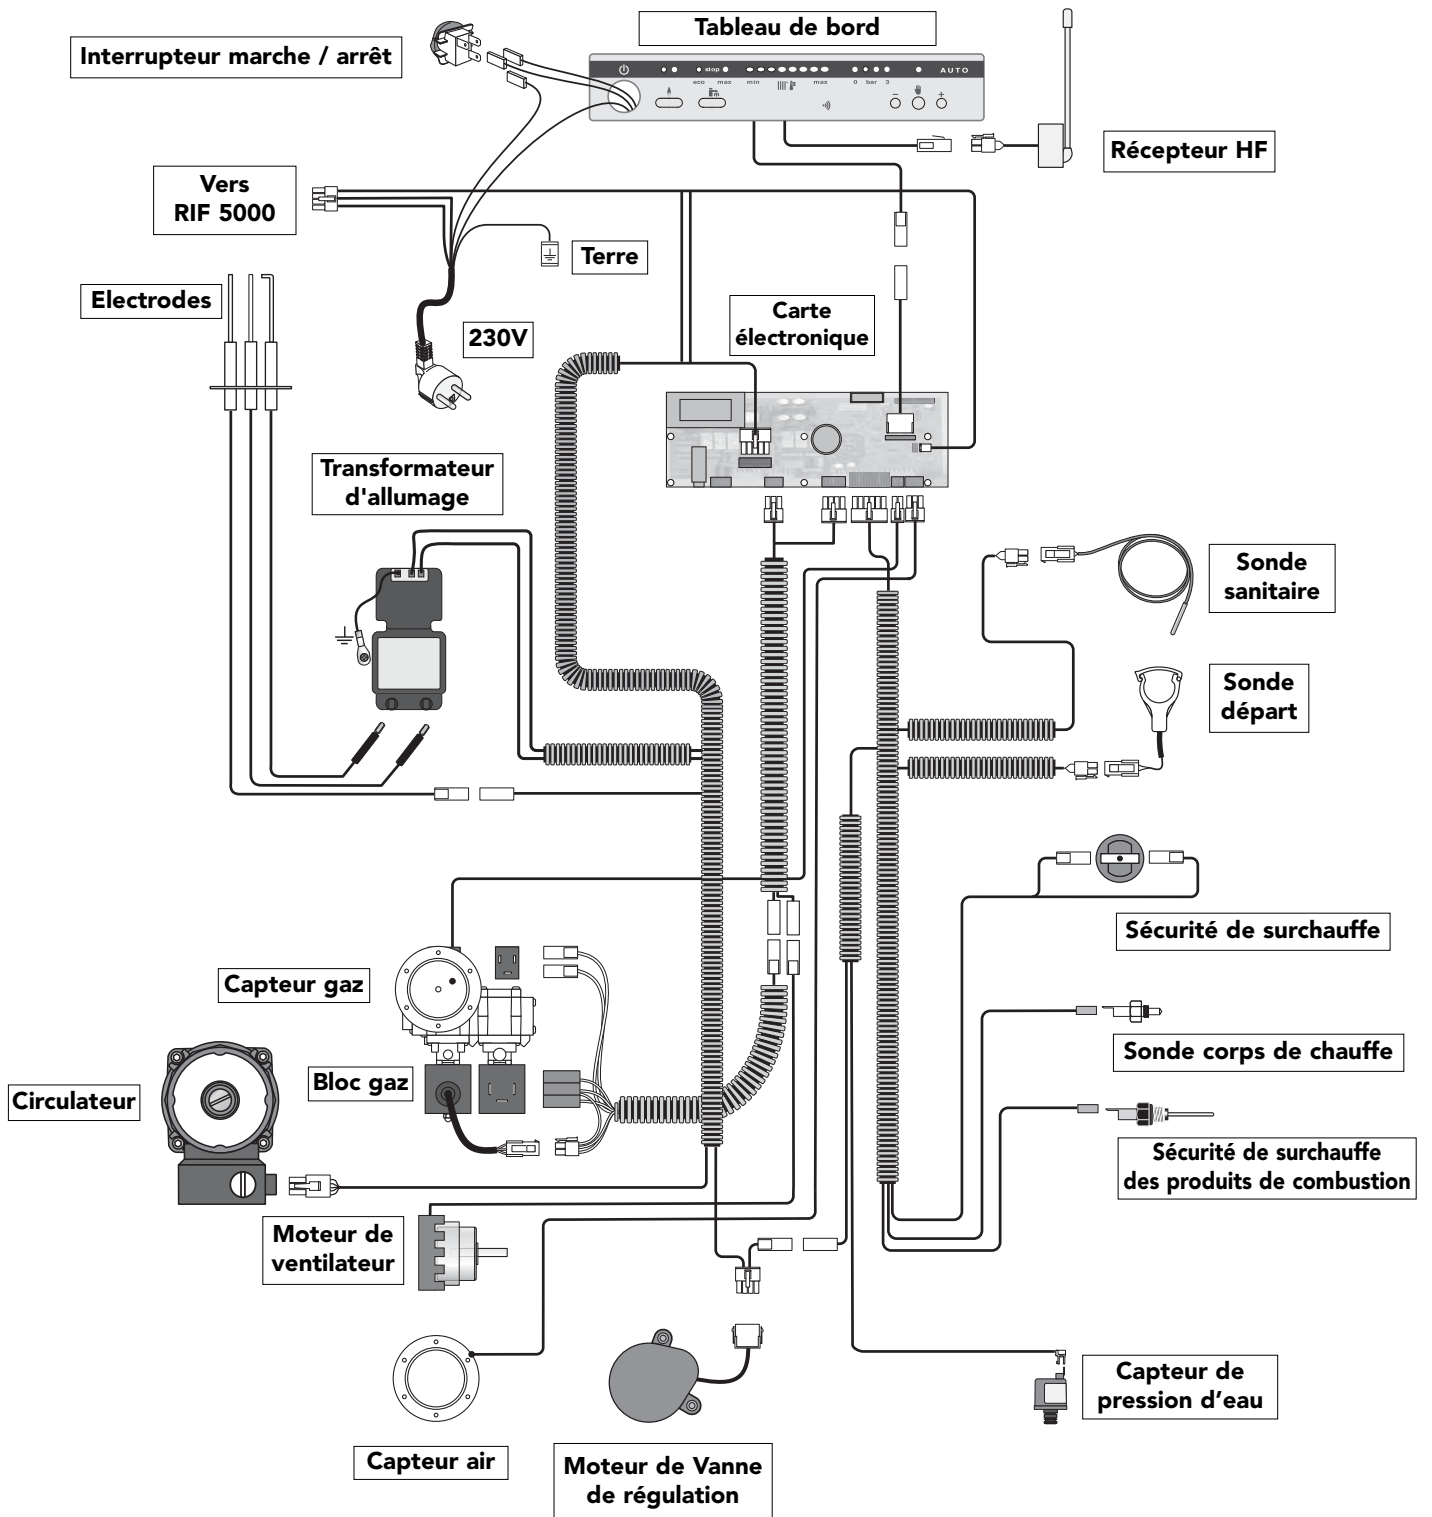 Tableau de bord
Interrupteur marche / arrêt
stop
AUTO
eco max min max 0 bar 3
− +
Récepteur HF
Vers
RIF 5000
Terre
Electrodes
230V
Carte
électronique
Transformateur
d'allumage
Sonde
sanitaire
Sonde
départ
Sécurité de surchauffe
Capteur gaz
Sonde corps de chauffe
Bloc gaz
Circulateur
Sécurité de surchauffe
des produits de combustion
Moteur de
ventilateur
Capteur de
pression d’eau
Capteur air
Moteur de Vanne
de régulation